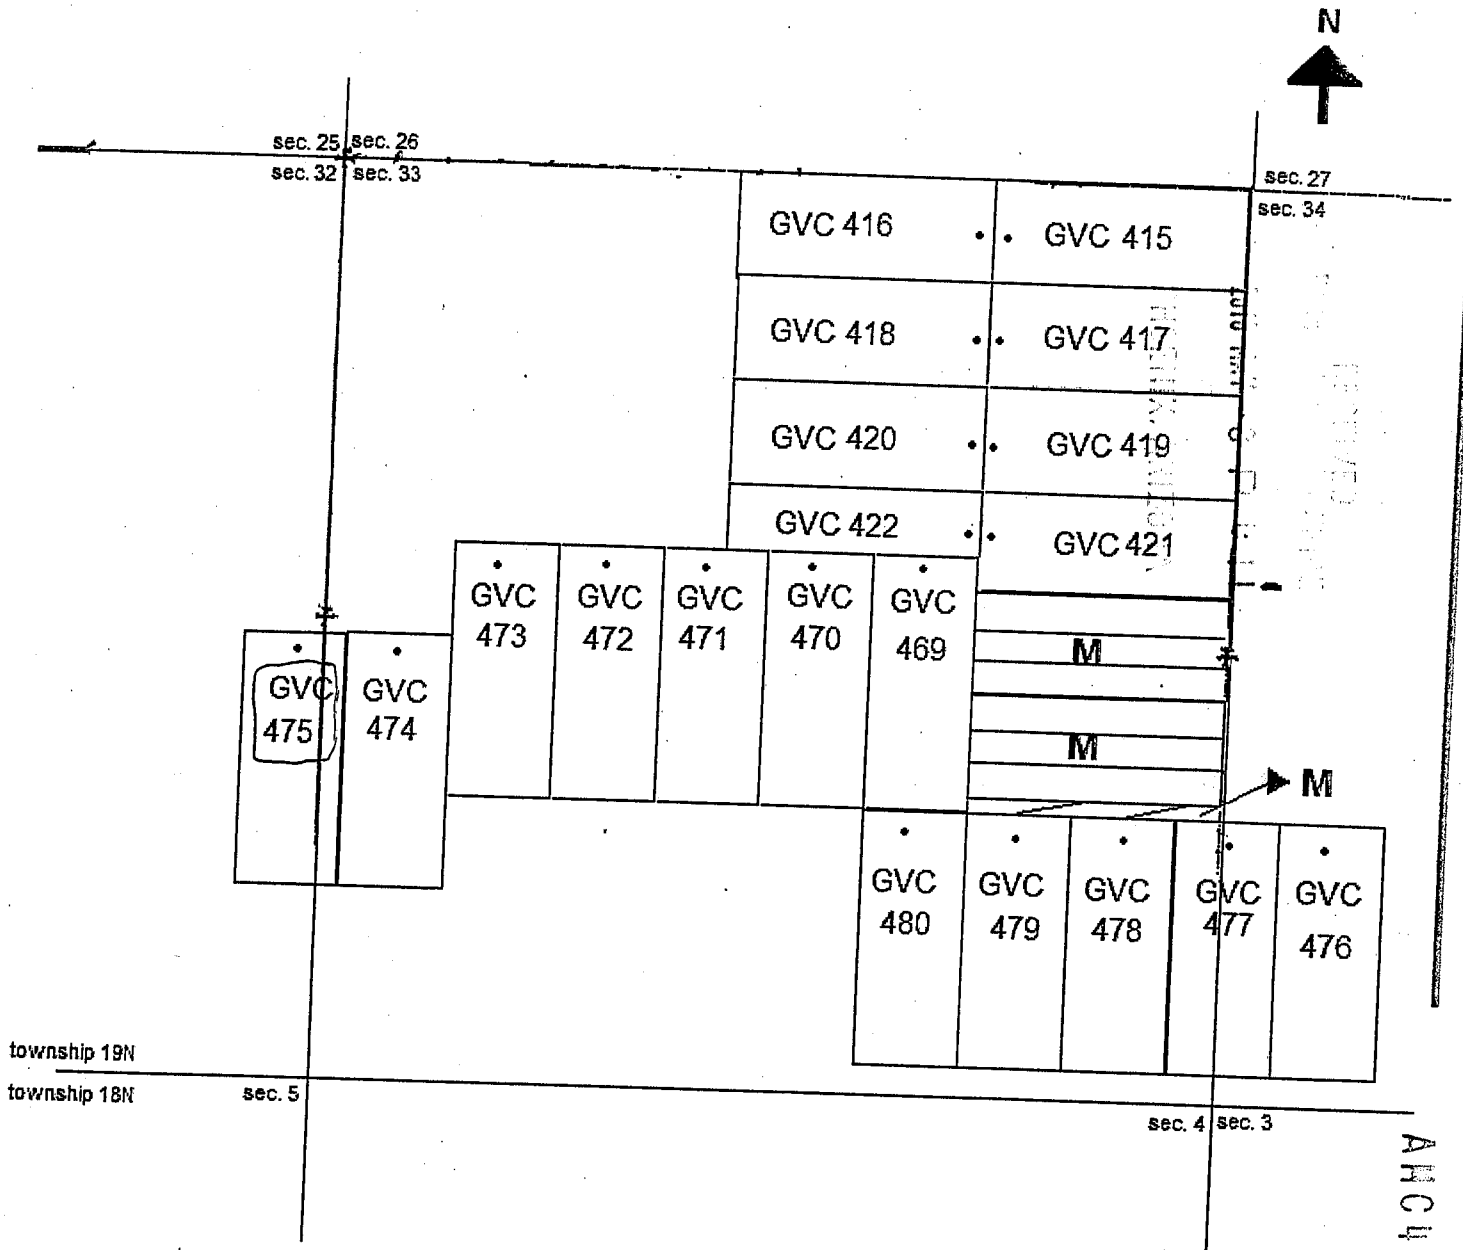 N
sec. 25 sec. 26
sec. 32 sec. 33
sec. 27
sec. 34
GVC 416
GVC 415
GVC 418
GVC 417
GVC 420
GVC 419
GVC 422
GVC 421
GVC
473
GVC
472
GVC
471
GVC
470
GVC
469
M
GVC
475
GVC
474
M
M
GVC
480
GVC
479
GVC
478
GVC
477
GVC
476
township 19N
township 18N
sec. 5
sec. 4 sec. 3